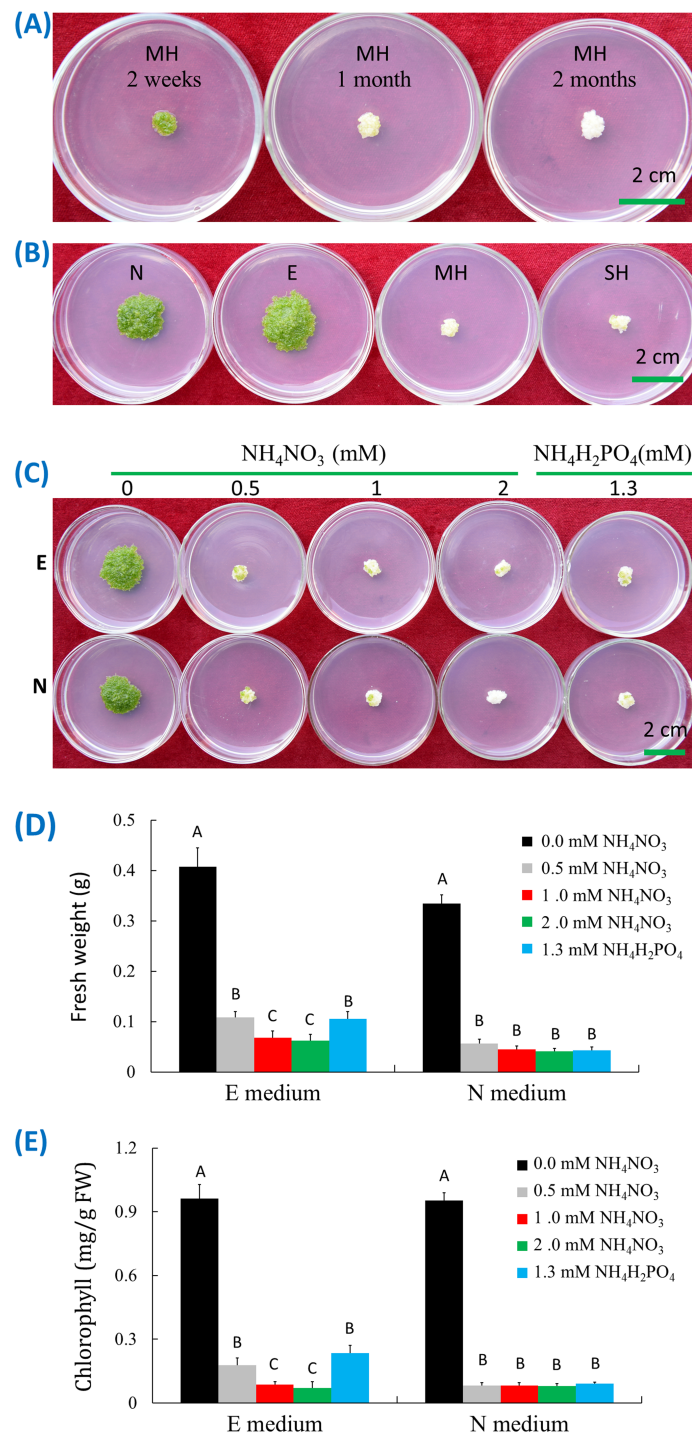 (A)
MH
2 weeks
MH
1 month
MH
2 months
2 cm
(B)
N
E
MH
SH
2 cm
(C)
NH₄NO₃ (mM)
NH₄H₂PO₄(mM)
0
0.5
1
2
1.3
E
N
2 cm
(D)
Fresh weight (g)
0.5
0.4
0.3
0.2
0.1
0
A
B
C
C
B
A
B
B
B
B
0.0 mM NH₄NO₃
0.5 mM NH₄NO₃
1 .0 mM NH₄NO₃
2 .0 mM NH₄NO₃
1.3 mM NH₄H₂PO₄
E medium
N medium
(E)
Chlorophyll (mg/g FW)
1.2
0.9
0.6
0.3
0
A
B
C
C
B
A
B
B
B
B
0.0 mM NH₄NO₃
0.5 mM NH₄NO₃
1 .0 mM NH₄NO₃
2 .0 mM NH₄NO₃
1.3 mM NH₄H₂PO₄
E medium
N medium